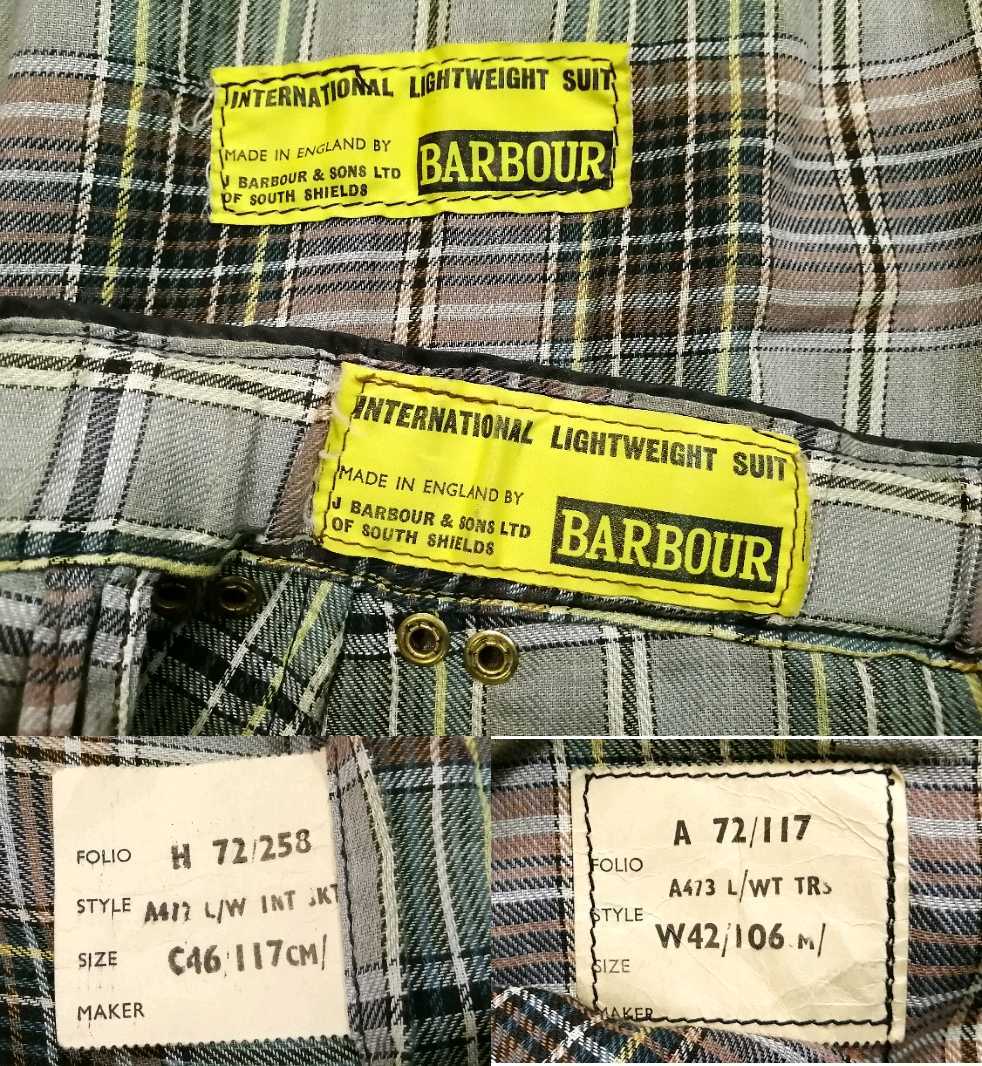 INTERNATIONAL LIGHTWEIGHT SUIT
MADE IN ENGLAND BY
J BARBOUR & SONS LTD
OF SOUTH SHIELDS
BARBOUR
INTERNATIONAL LIGHTWEIGHT SUIT
MADE IN ENGLAND BY
J BARBOUR & SONS LTD
OF SOUTH SHIELDS
BARBOUR
FOLIO H 72/258
STYLE L/W INT JKT
SIZE C46/117CM/
MAKER
A 72/117
FOLIO
A473 L/WT TRS
STYLE
W42/106 M/
SIZE
MAKER